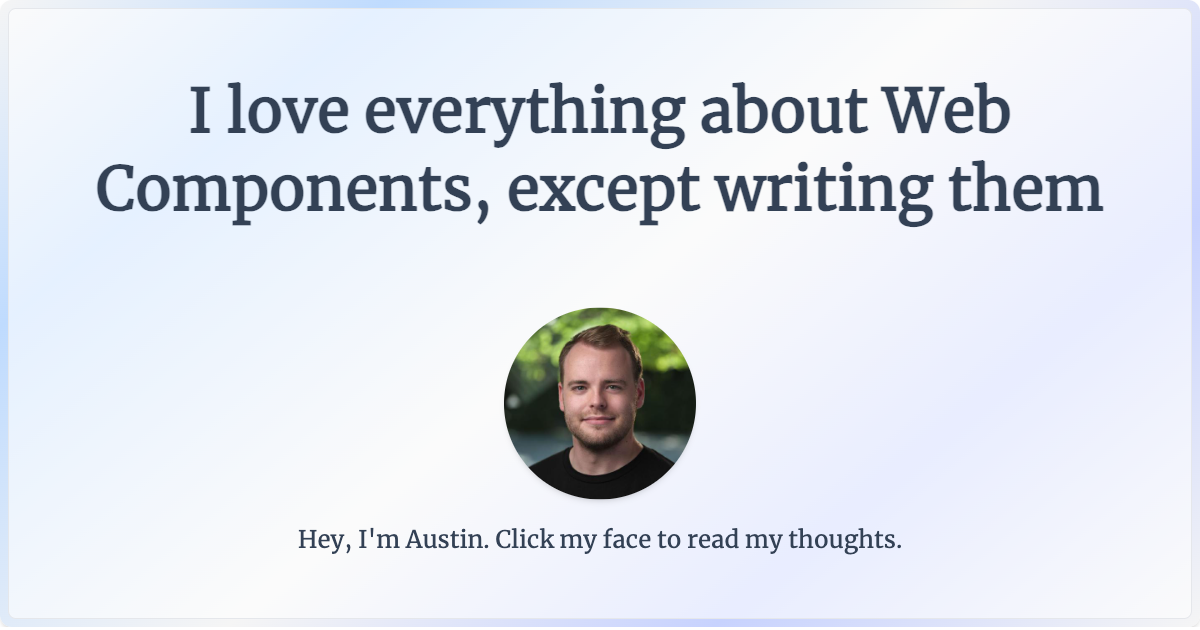 I love everything about Web
Components, except writing them
Hey, I'm Austin. Click my face to read my thoughts.